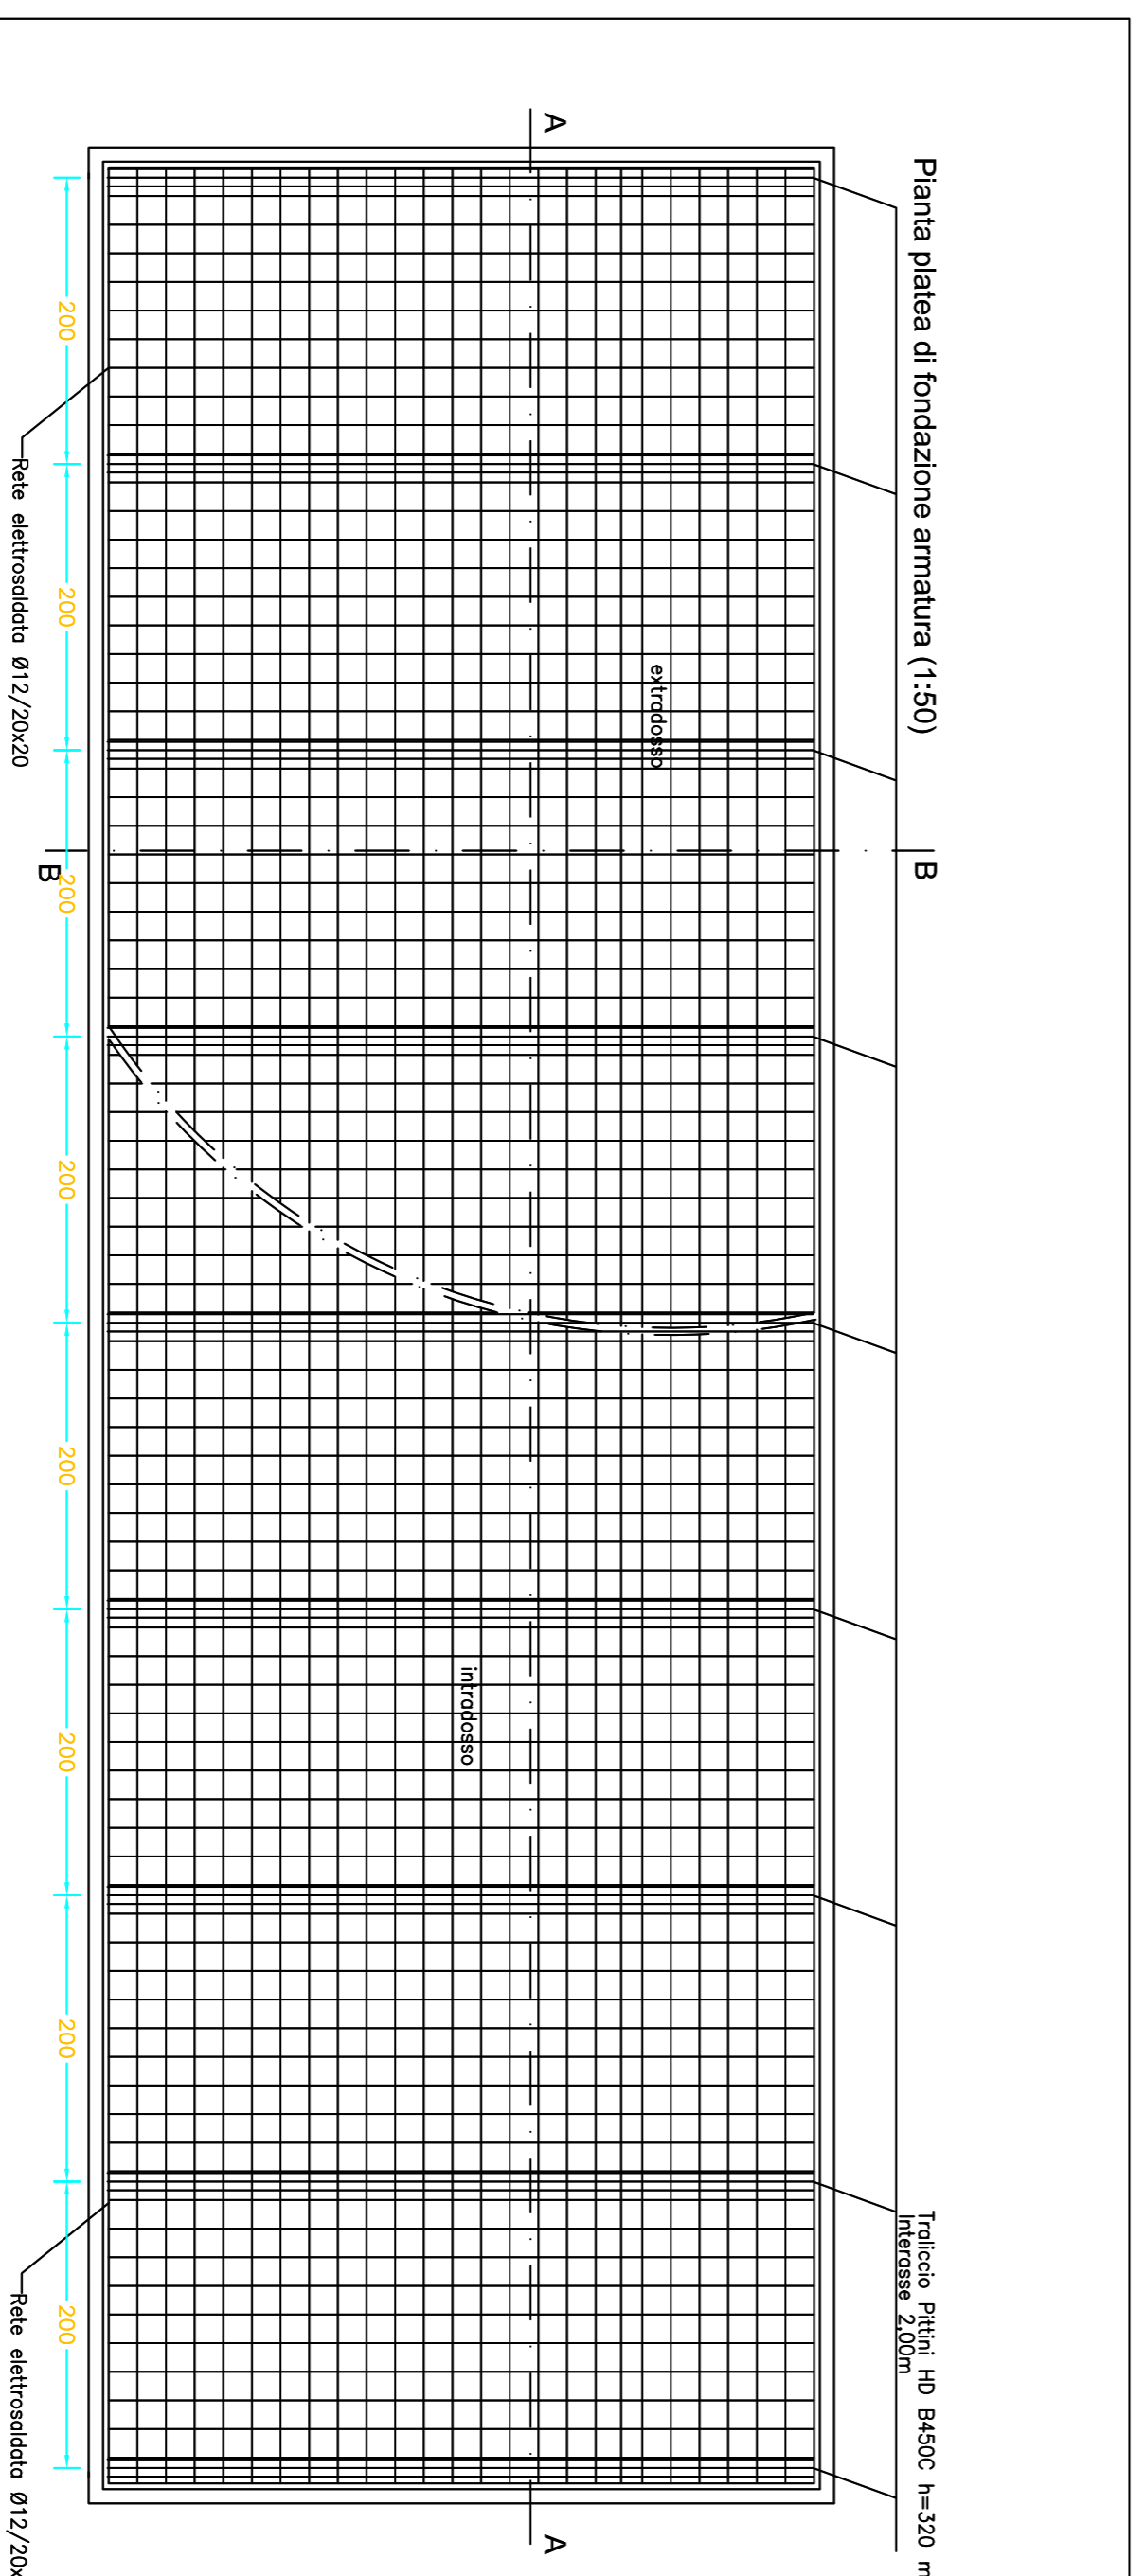 Pianta platea di fondazione armatura (1:50)
Traliccio Pittini HD B450C h=320 m
Interasse 2,00m
A
A
B
B
extradosso
intradosso
200
200
200
200
200
200
200
200
Rete elettrosaldata Ø12/20x20
Rete elettrosaldata Ø12/20x